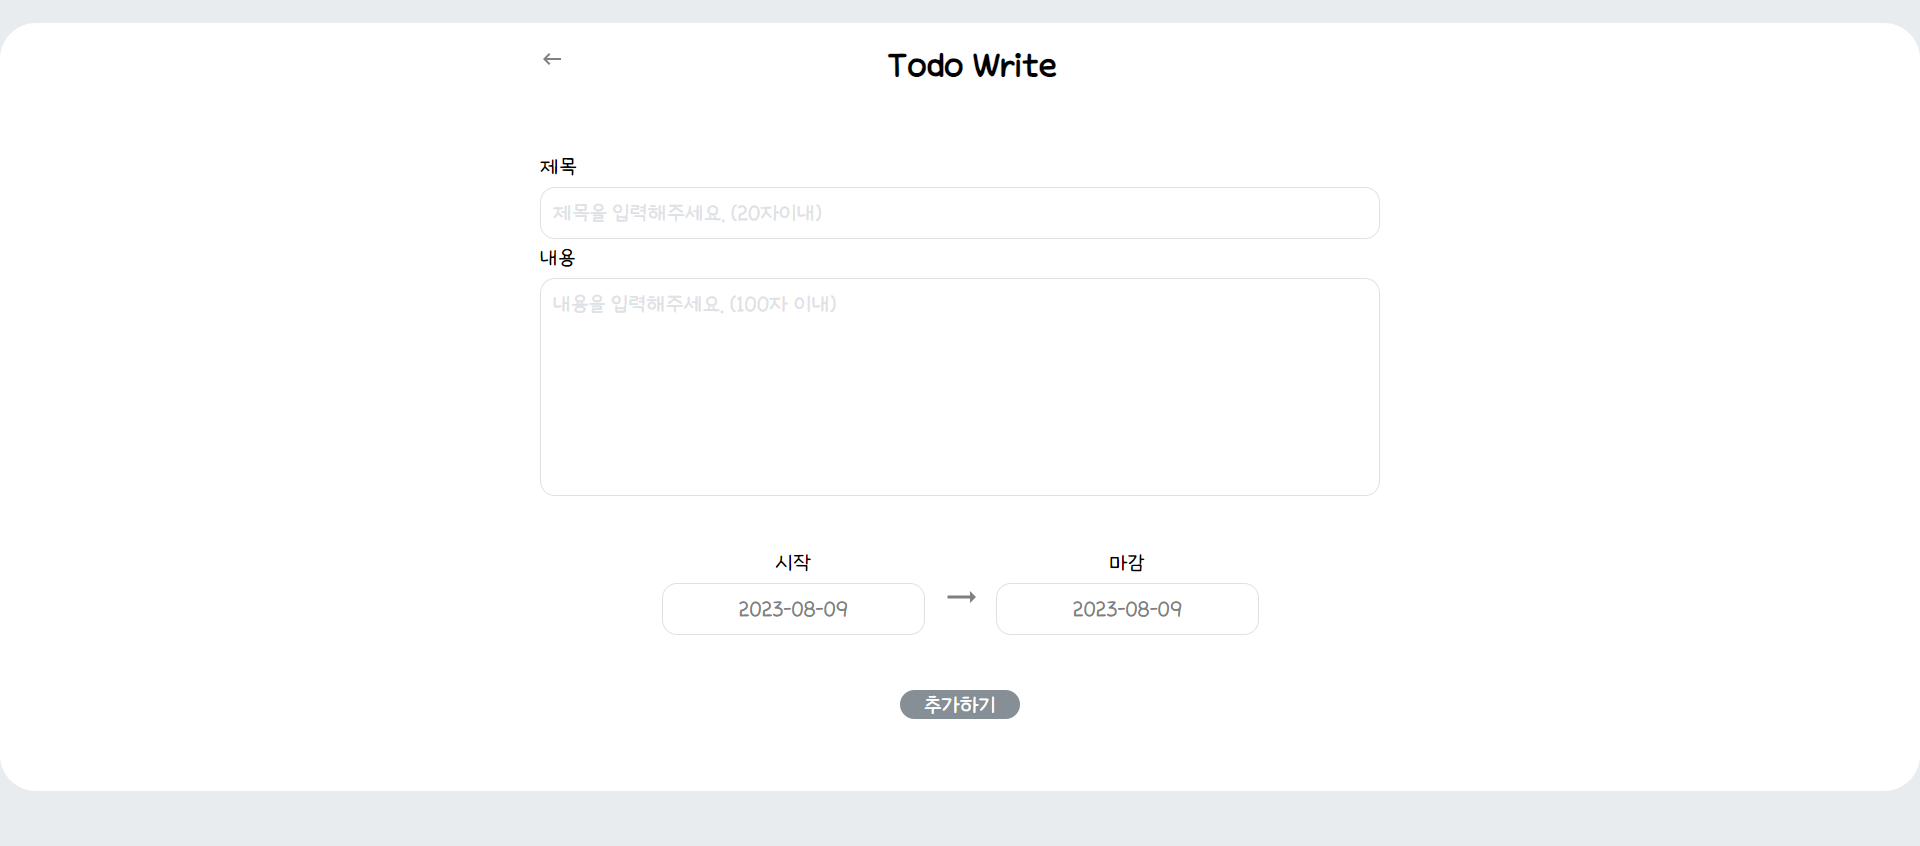 Todo Write
제목
제목을 입력해주세요. (20자이내)
내용
내용을 입력해주세요. (100자 이내)
시작 마감
2023-08-09 2023-08-09
추가하기